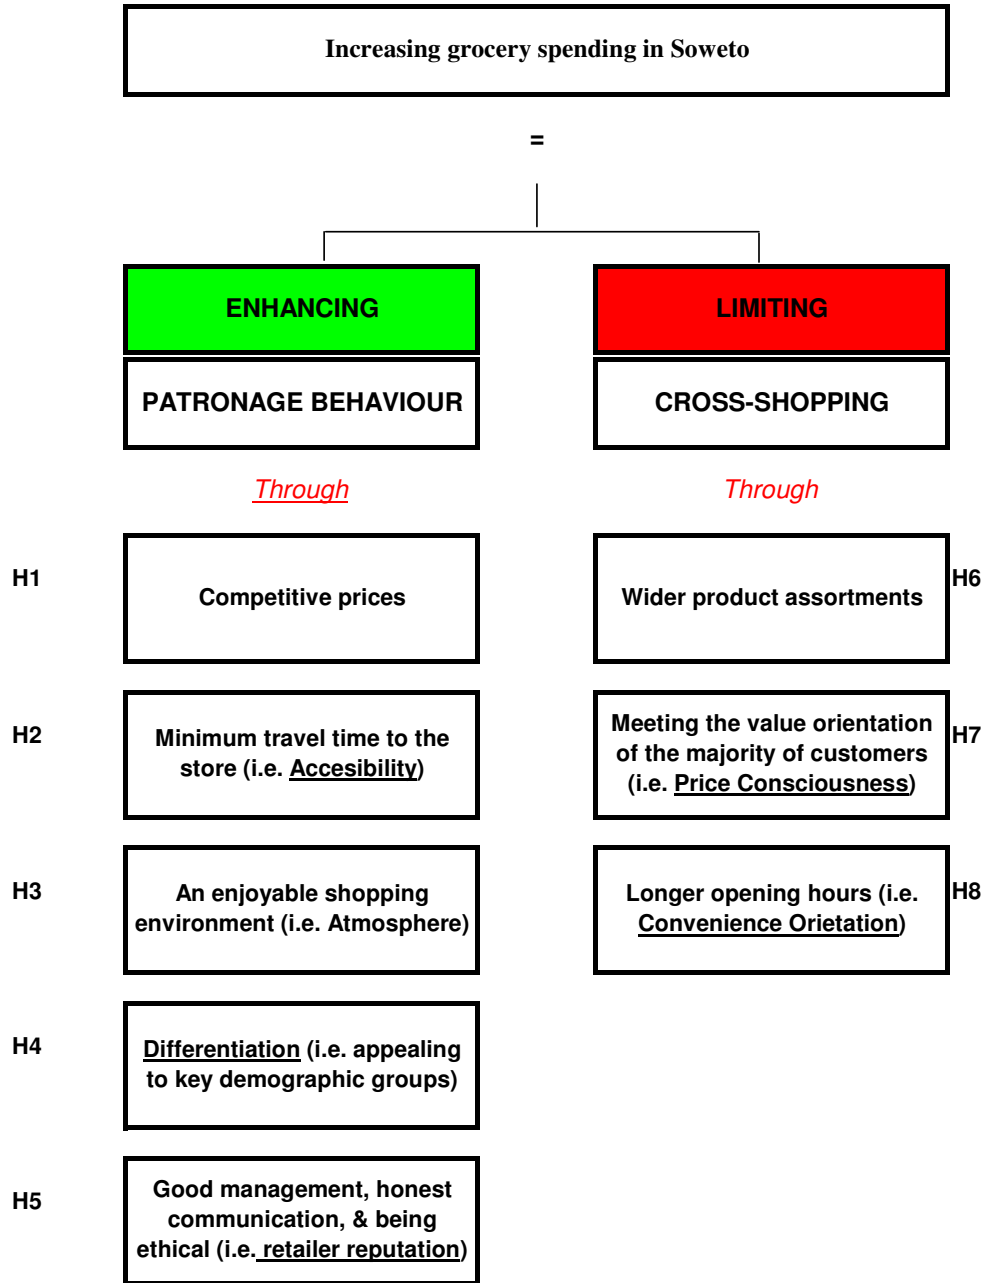 Increasing grocery spending in Soweto
=
ENHANCING
LIMITING
PATRONAGE BEHAVIOUR
CROSS-SHOPPING
Through
Through
H1
Competitive prices
Wider product assortments
H6
H2
Minimum travel time to the
store (i.e. Accesibility)
Meeting the value orientation
of the majority of customers
(i.e. Price Consciousness)
H7
H3
An enjoyable shopping
environment (i.e. Atmosphere)
Longer opening hours (i.e.
Convenience Orietation)
H8
H4
Differentiation (i.e. appealing
to key demographic groups)
H5
Good management, honest
communication, & being
ethical (i.e. retailer reputation)